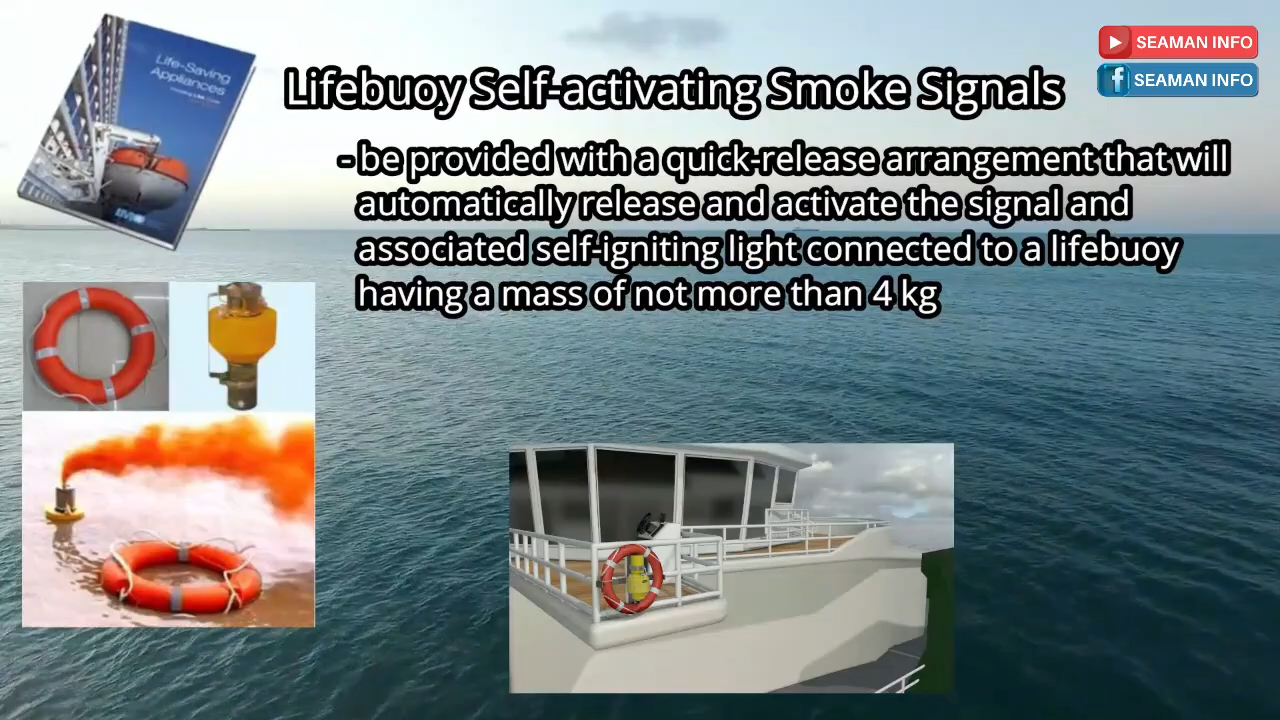 SEAMAN INFO
SEAMAN INFO
Life-Saving
Appliances
Lifebuoy Self-activating Smoke Signals
- be provided with a quick-release arrangement that will
automatically release and activate the signal and
associated self-igniting light connected to a lifebuoy
having a mass of not more than 4 kg